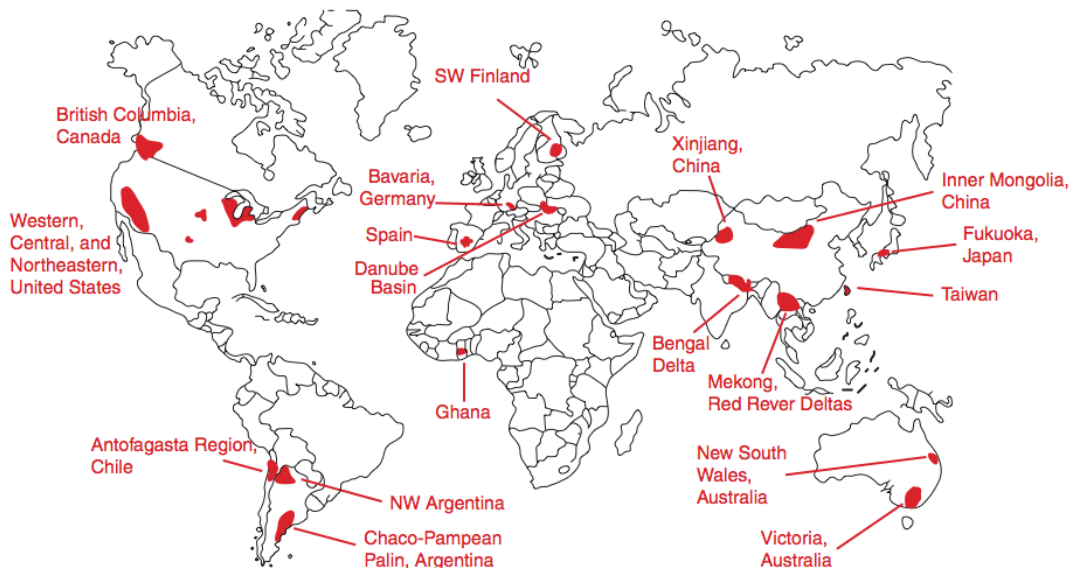 SW Finland
British Columbia,
Canada
Xinjiang,
China
Bavaria,
Germany
Inner Mongolia,
China
Western,
Central, and
Northeastern,
United States
Spain
Fukuoka,
Japan
Danube
Basin
Taiwan
Bengal
Delta
Mekong,
Red Rever Deltas
Ghana
Antofagasta Region,
Chile
New South
Wales,
Australia
NW Argentina
Chaco-Pampean
Palin, Argentina
Victoria,
Australia